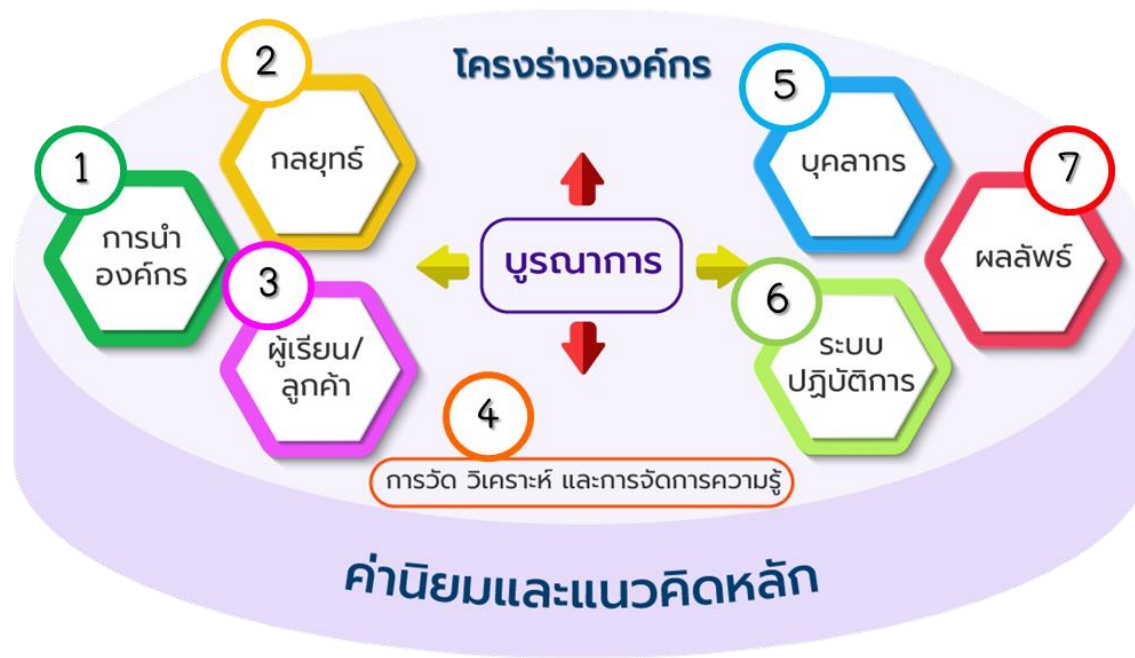 โครงร่างองค์กร
1
การนำ
องค์กร
2
กลยุทธ์
3
ผู้เรียน/
ลูกค้า
บูรณาการ
4
การวัด วิเคราะห์ และการจัดการความรู้
5
บุคลากร
6
ระบบ
ปฏิบัติการ
7
ผลลัพธ์
ค่านิยมและแนวคิดหลัก